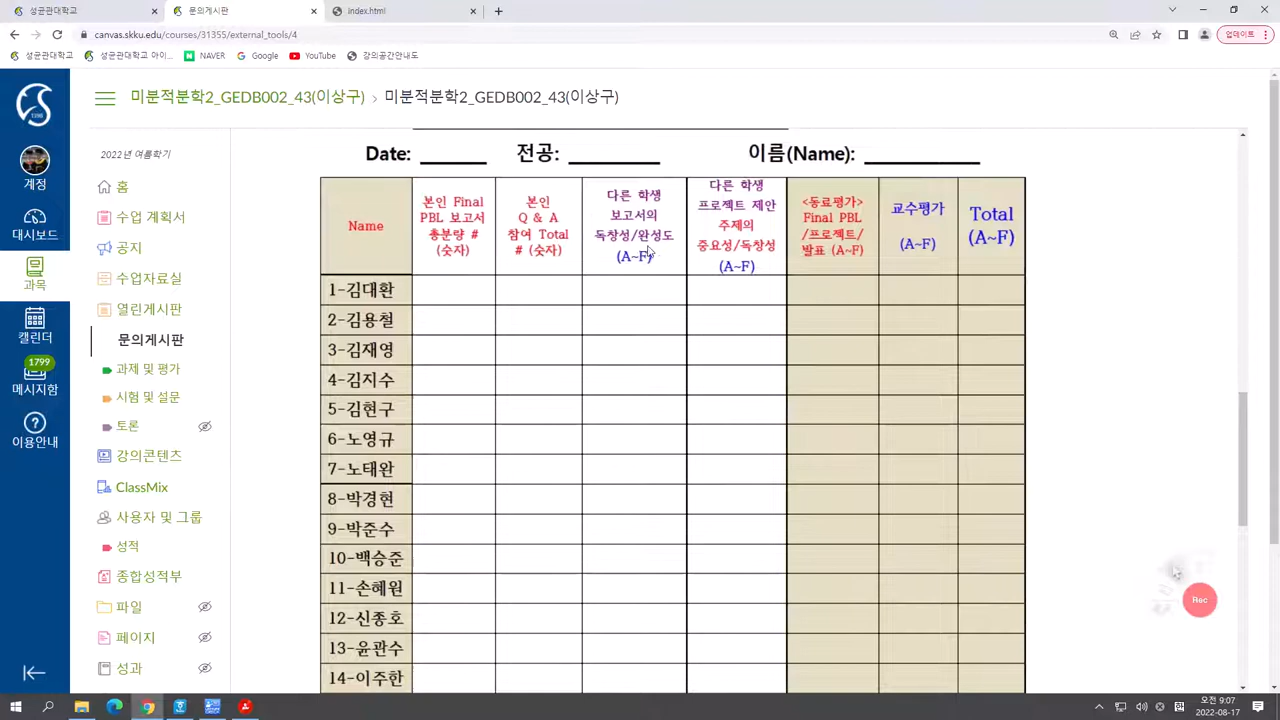 성균관대학교
문의게시판
Index.html
canvas.skku.edu/courses/31355/external_tools/4
업데이트
성균관대학교
성균관대학교 아이...
NAVER
Google
YouTube
강의공간안내도
미분적분학2_GEDB002_43(이상구) > 미분적분학2_GEDB002_43(이상구)
계정
대시보드
과목
캘린더
1799
메시지함
이용안내
2022년 여름학기
홈
수업 계획서
공지
수업자료실
열린게시판
문의게시판
과제 및 평가
시험 및 설문
토론
강의콘텐츠
ClassMix
사용자 및 그룹
성적
종합성적부
파일
페이지
성과
Date: ______ 전공: ________ 이름(Name): __________
Name
본인 Final
PBL 보고서
총분량 #
(숫자)
본인
Q & A
참여 Total
# (숫자)
다른 학생
보고서의
독창성/완성도
(A~F)
다른 학생
프로젝트 제안
주제의
중요성/독창성
(A~F)
<동료평가>
Final PBL
/프로젝트/
발표 (A~F)
교수평가
(A~F)
Total
(A~F)
1-김대환
2-김용철
3-김재영
4-김지수
5-김현구
6-노영규
7-노태완
8-박경현
9-박준수
10-백승준
11-손혜원
12-신종호
13-윤관수
14-이주한
Rec
오전 9:07
2022-08-17